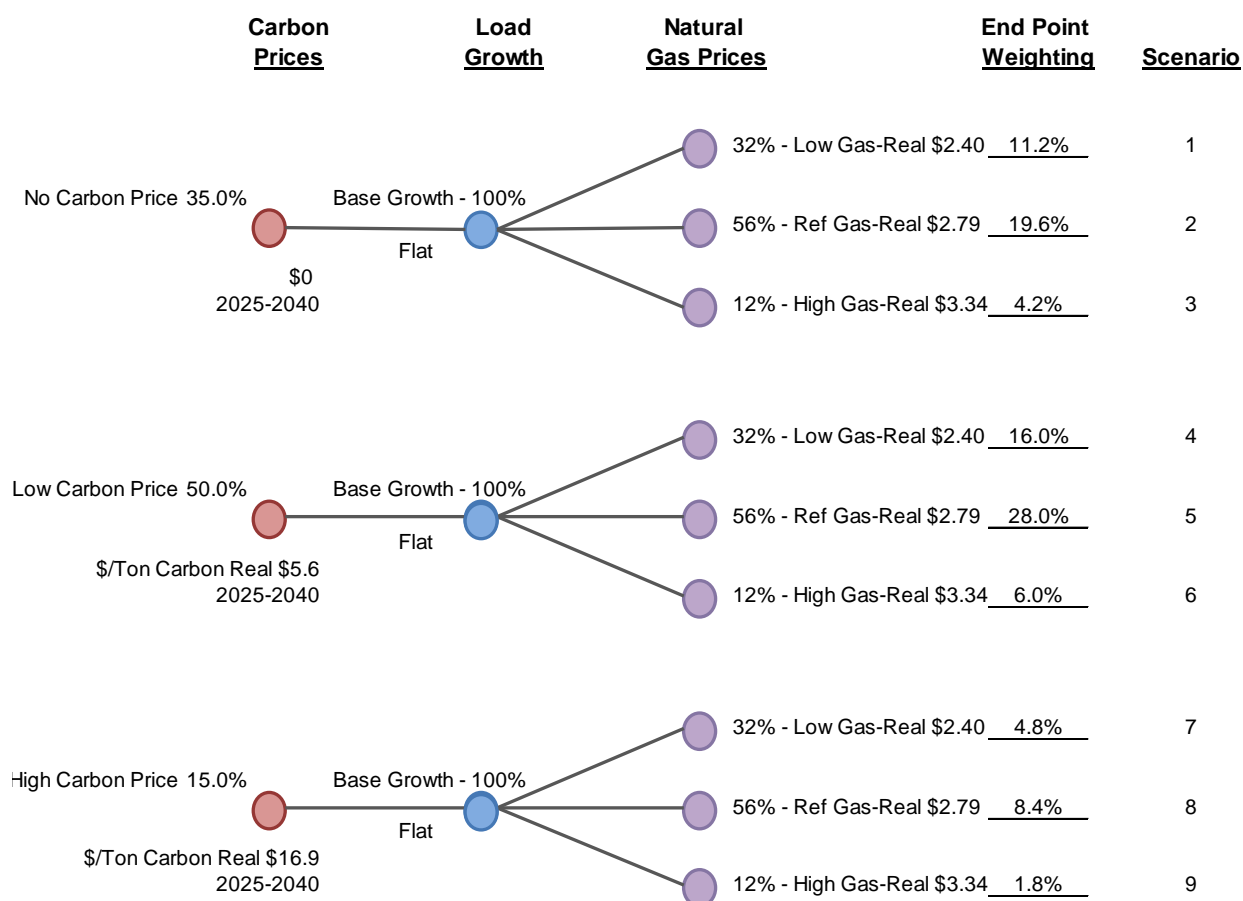 Carbon Prices
Load Growth
Natural Gas Prices
End Point Weighting
Scenario
32% - Low Gas-Real $2.40 11.2% 1
No Carbon Price 35.0% Base Growth - 100%
56% - Ref Gas-Real $2.79 19.6% 2
Flat
$0
2025-2040
12% - High Gas-Real $3.34 4.2% 3
32% - Low Gas-Real $2.40 16.0% 4
Low Carbon Price 50.0% Base Growth - 100%
56% - Ref Gas-Real $2.79 28.0% 5
Flat
$/Ton Carbon Real $5.6
2025-2040
12% - High Gas-Real $3.34 6.0% 6
32% - Low Gas-Real $2.40 4.8% 7
High Carbon Price 15.0% Base Growth - 100%
56% - Ref Gas-Real $2.79 8.4% 8
Flat
$/Ton Carbon Real $16.9
2025-2040
12% - High Gas-Real $3.34 1.8% 9